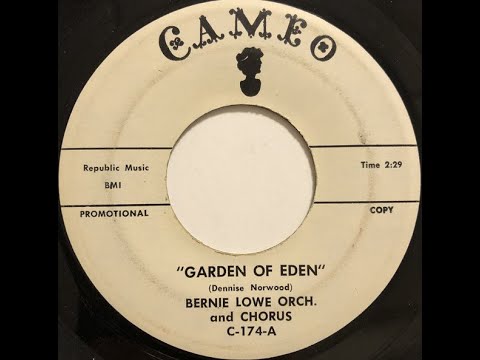 CAMEO
Republic Music
BMI
Time 2:29
PROMOTIONAL
COPY
"GARDEN OF EDEN"
(Dennise Norwood)
BERNIE LOWE ORCH.
and CHORUS
C-174-A